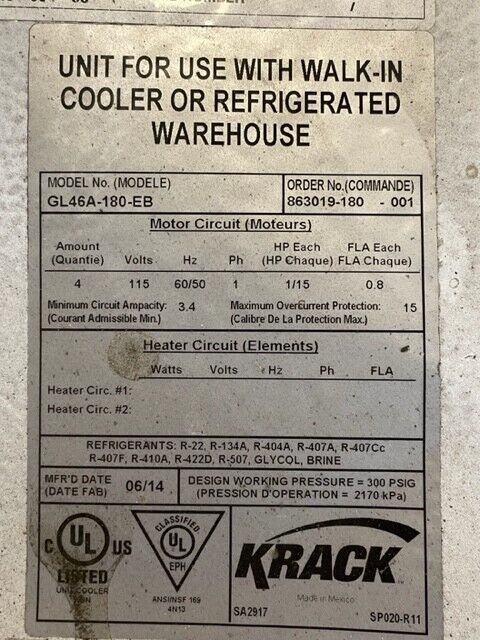 UNIT FOR USE WITH WALK-IN
COOLER OR REFRIGERATED
WAREHOUSE
MODEL No. (MODELE)
GL46A-180-EB
ORDER No.(COMMANDE)
863019-180 - 001
Motor Circuit (Moteurs)
Amount (Quantie) Volts Hz Ph HP Each (HP Chaque) FLA Each FLA Chaque)
4 115 60/50 1 1/15 0.8
Minimum Circuit Ampacity: 3.4 Maximum Overcurrent Protection: 15
(Courant Admissible Min.) (Calibre De La Protection Max.)
Heater Circuit (Elements)
Watts Volts Hz Ph FLA
Heater Circ. #1:
Heater Circ. #2:
REFRIGERANTS: R-22, R-134A, R-404A, R-407A, R-407Cc
R-407F, R-410A, R-422D, R-507, GLYCOL, BRINE
MFR'D DATE
(DATE FAB)
06/14
DESIGN WORKING PRESSURE = 300 PSIG
(PRESSION D'OPERATION = 2170 kPa)
C UL US
LISTED
UNIT COOLER
CLASSIFIED
UL
EPH
ANSI/NSF 169
4N13
KRACK
Made in Mexico
SA2917
SP020-R11